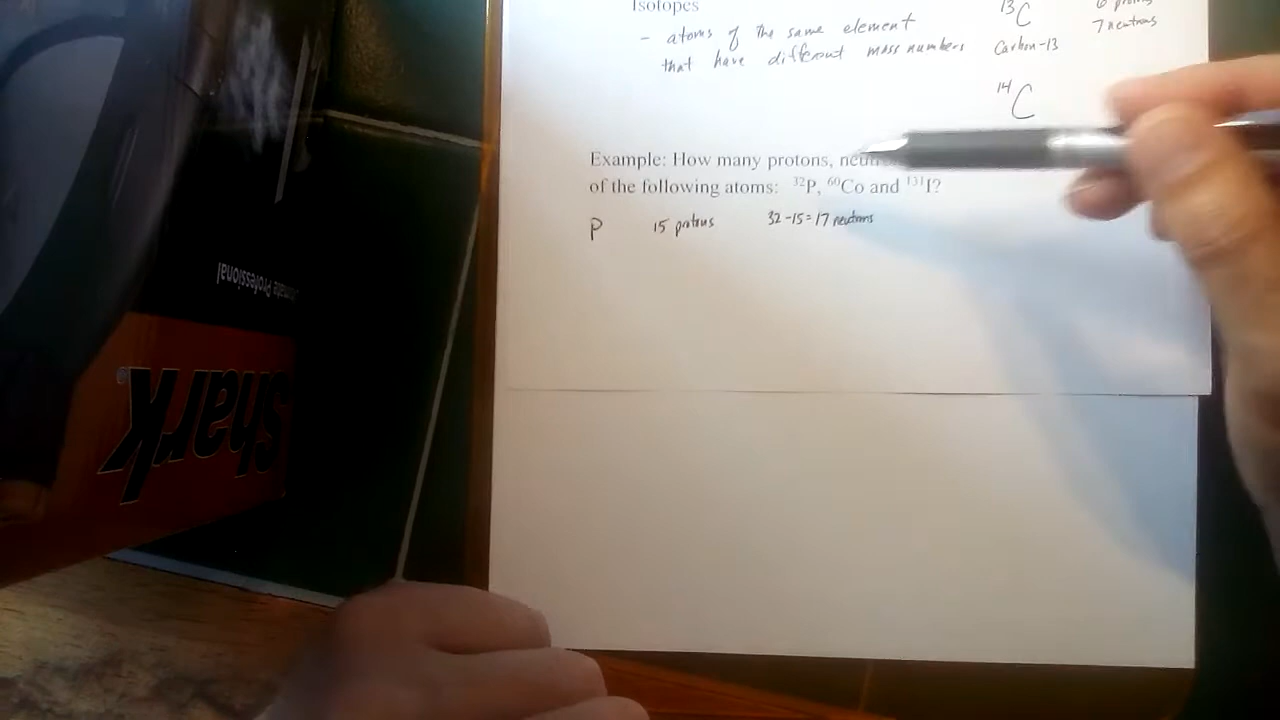 Isotopes
- atoms of the same element
that have different mass numbers
13C
7 neutrons
Carbon-13
14C
Example: How many protons,
of the following atoms: 32P, 60Co and 131I?
P 15 protons 32-15=17 neutrons
Professional
Shark®